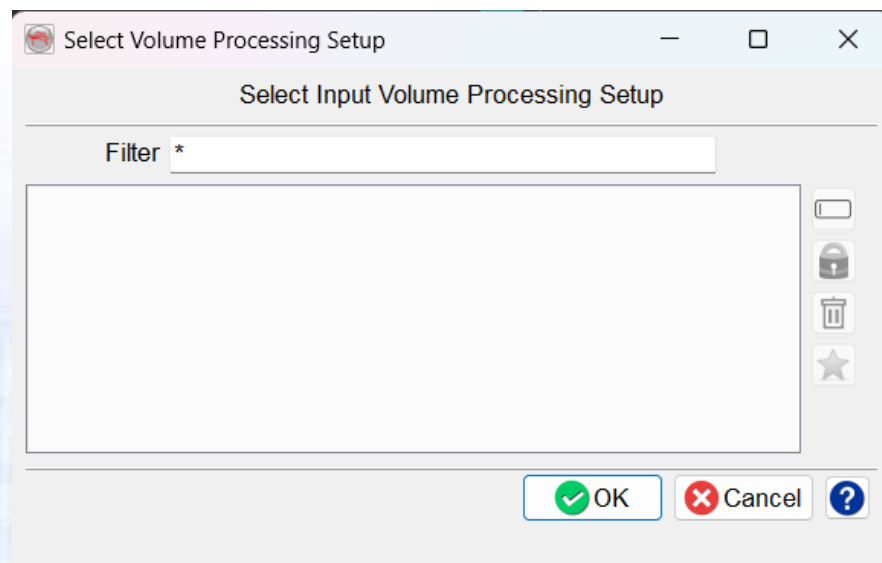 Select Volume Processing Setup
Select Input Volume Processing Setup
Filter *
OK Cancel ?